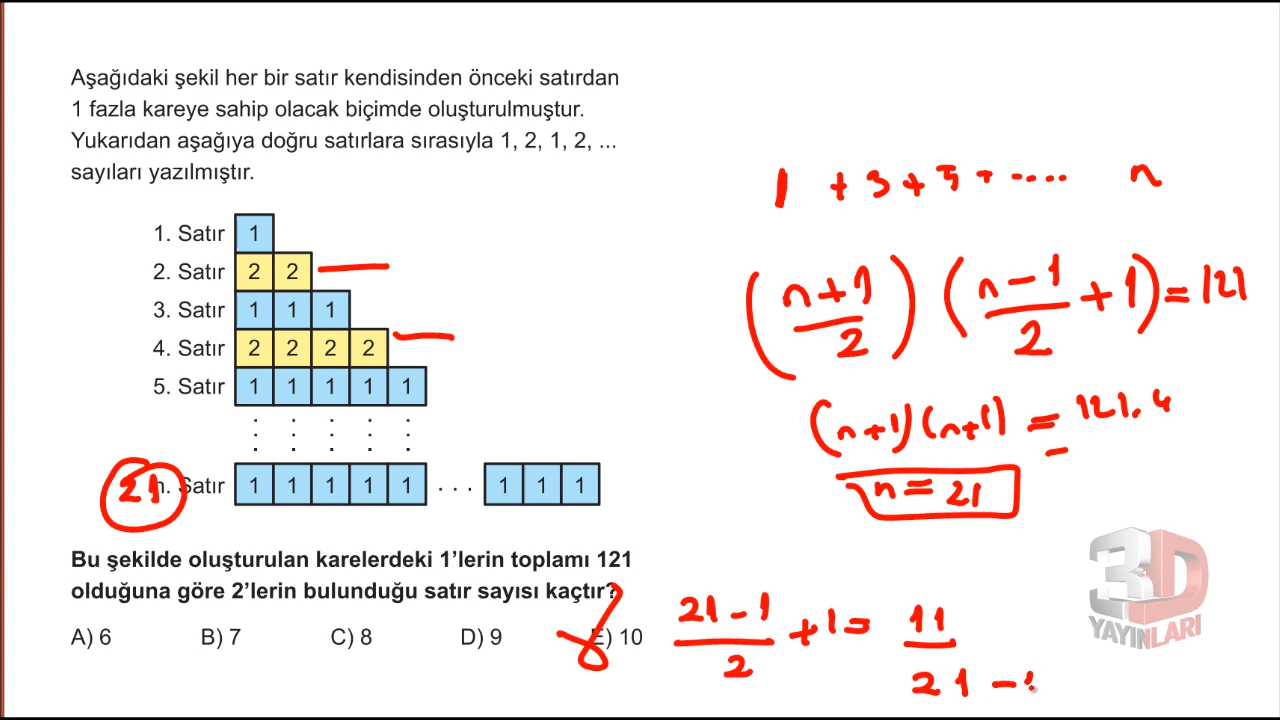 Aşağıdaki şekil her bir satır kendisinden önceki satırdan
1 fazla kareye sahip olacak biçimde oluşturulmuştur.
Yukarıdan aşağıya doğru satırlara sırasıyla 1, 2, 1, 2, ...
sayıları yazılmıştır.
1. Satır 1
2. Satır 2 2
3. Satır 1 1 1
4. Satır 2 2 2 2
5. Satır 1 1 1 1 1
21 n. Satır 1 1 1 1 1 ... 1 1 1
Bu şekilde oluşturulan karelerdeki 1'lerin toplamı 121
olduğuna göre 2'lerin bulunduğu satır sayısı kaçtır?
A) 6 B) 7 C) 8 D) 9 E) 10
1 + 3 + 5 + ..... n
((n+1)/2) ((n-1)/2 + 1) = 121
(n+1)(n+1) = 121.4
n = 21
(21-1)/2 + 1 = 11
21 -
3D
YAYINLARI